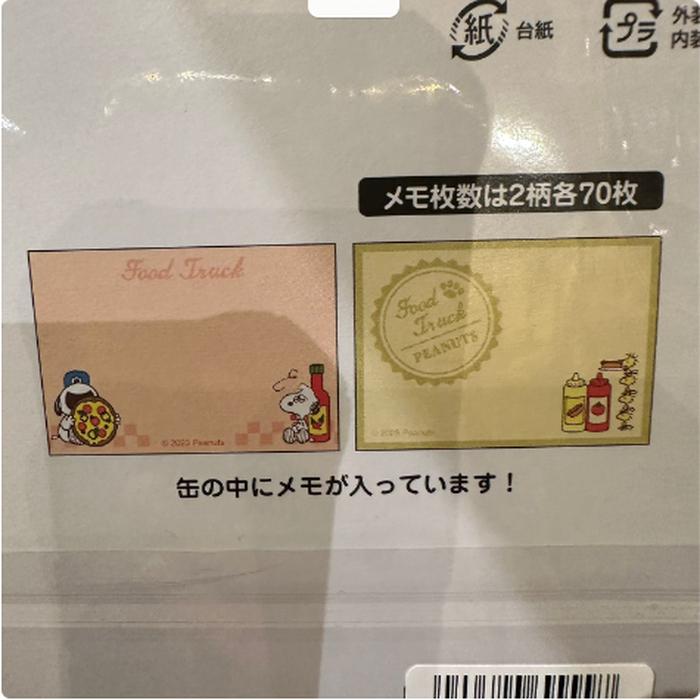 紙 台紙
プラ 外装
内装
メモ枚数は2柄各70枚
Food Truck
© 2023 Peanuts
Food
Truck
PEANUTS
© 2023 Peanuts
缶の中にメモが入っています！